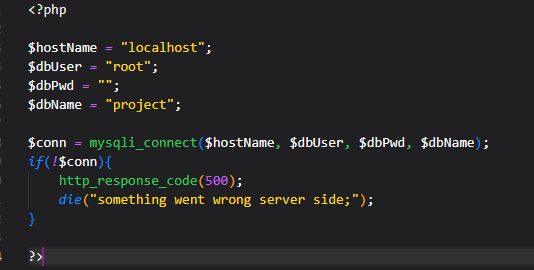 <?php
$hostName = "localhost";
$dbUser = "root";
$dbPwd = "";
$dbName = "project";
$conn = mysqli_connect($hostName, $dbUser, $dbPwd, $dbName);
if(!$conn){
    http_response_code(500);
    die("something went wrong server side;");
}
?>